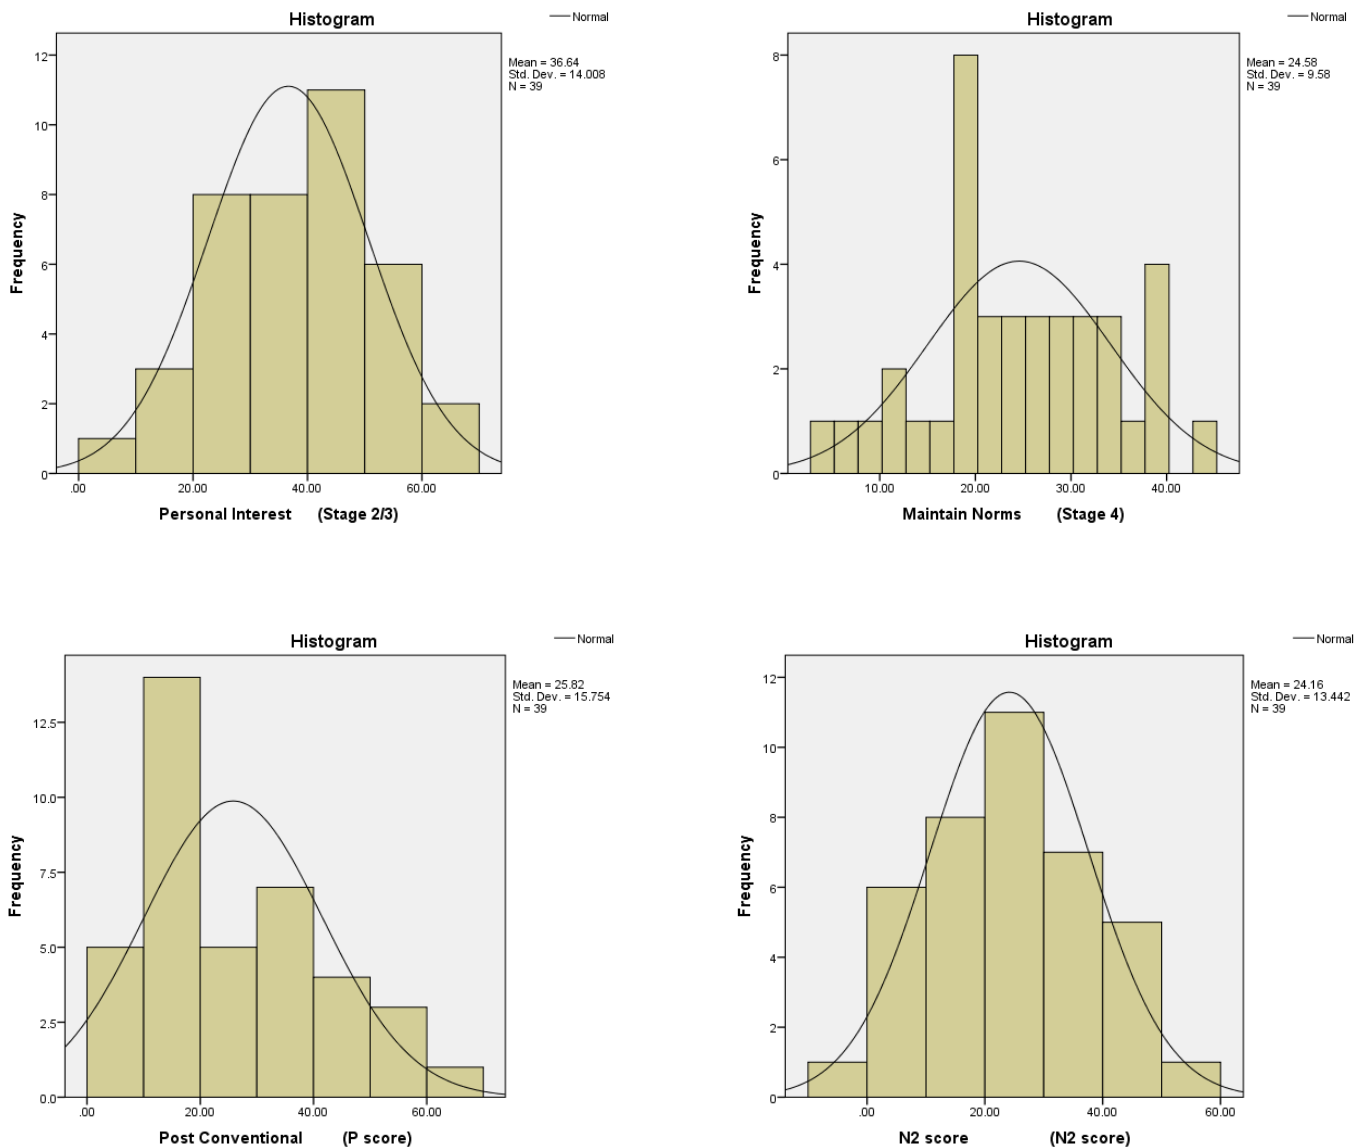 Histogram
Normal
Mean = 36.64
Std. Dev. = 14.008
N = 39
12
10
8
6
4
2
0
Frequency
.00 20.00 40.00 60.00
Personal Interest (Stage 2/3)
Histogram
Normal
Mean = 24.58
Std. Dev. = 9.58
N = 39
8
6
4
2
0
Frequency
10.00 20.00 30.00 40.00
Maintain Norms (Stage 4)
Histogram
Normal
Mean = 25.82
Std. Dev. = 15.754
N = 39
12.5
10.0
7.5
5.0
2.5
0.0
Frequency
.00 20.00 40.00 60.00
Post Conventional (P score)
Histogram
Normal
Mean = 24.16
Std. Dev. = 13.442
N = 39
12
10
8
6
4
2
0
Frequency
.00 20.00 40.00 60.00
N2 score (N2 score)